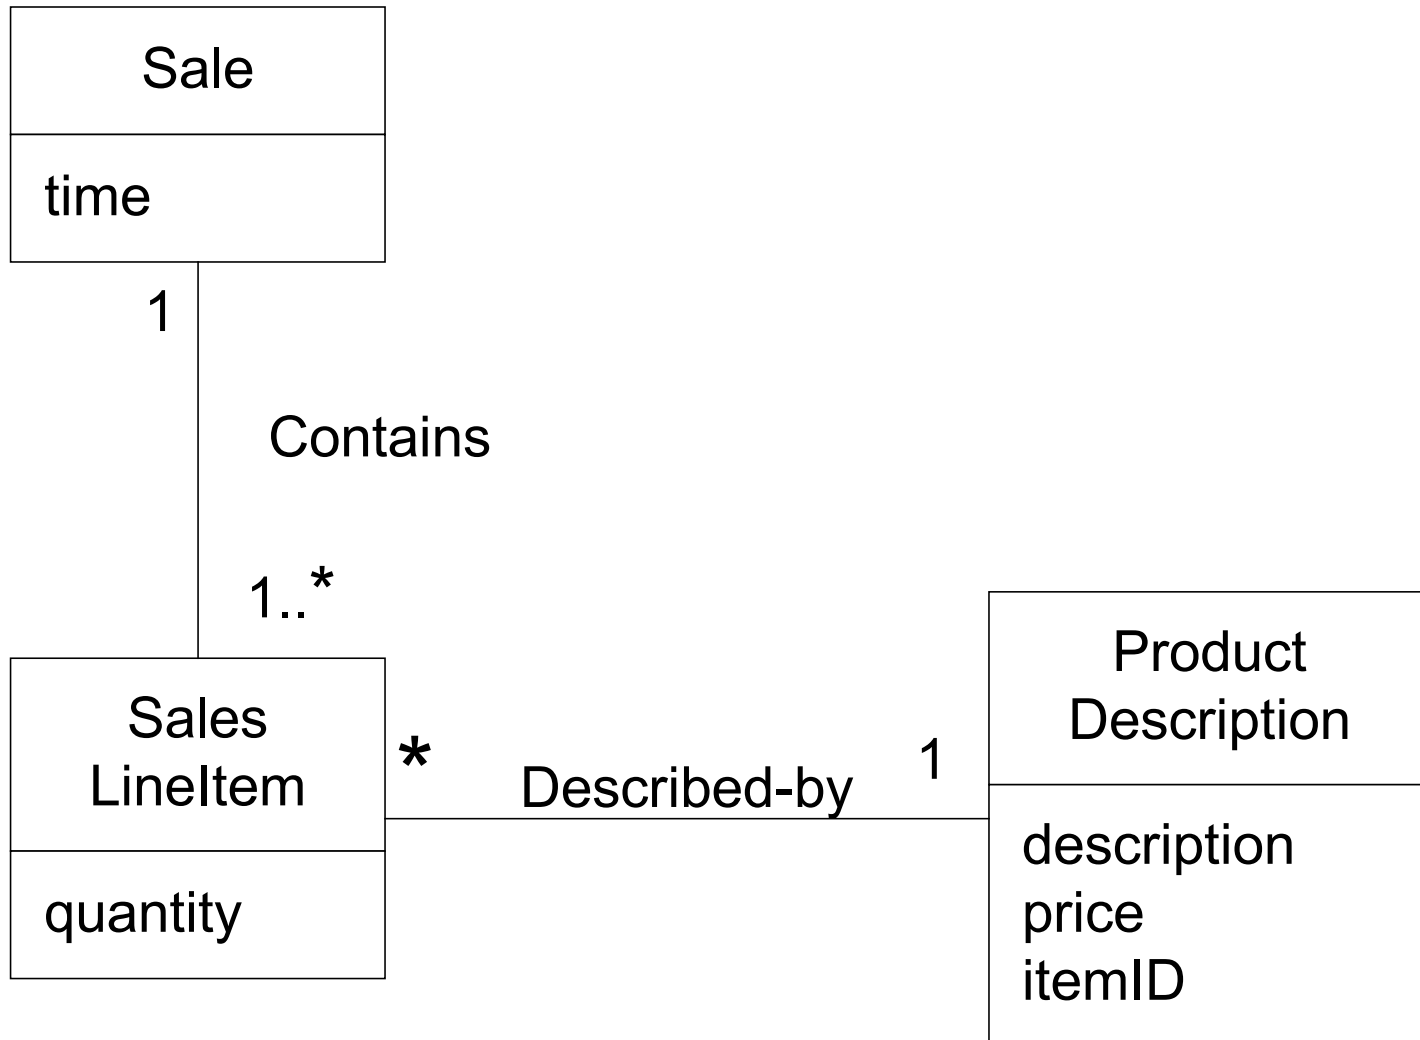 Sale
time
1
Contains
1..*
Sales
LineItem
quantity
*
Described-by
1
Product
Description
description
price
itemID